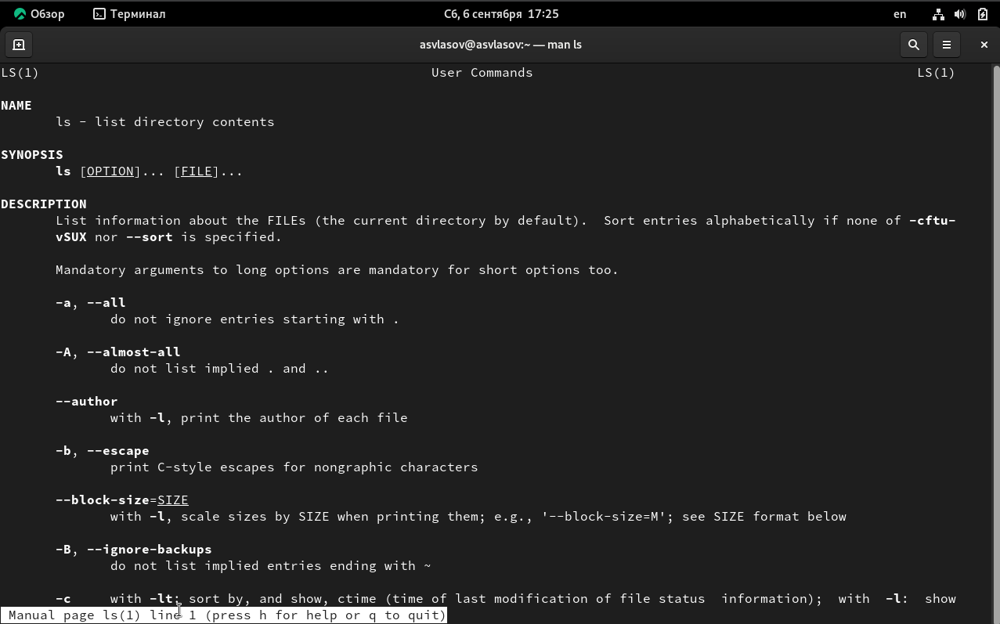 Обзор Терминал Сб, 6 сентября 17:25 en
asvlasov@asvlasov:~ — man ls
LS(1) User Commands LS(1)
NAME
ls - list directory contents
SYNOPSIS
ls [OPTION]... [FILE]...
DESCRIPTION
List information about the FILEs (the current directory by default).  Sort entries alphabetically if none of -cftu-
vSUX nor --sort is specified.
Mandatory arguments to long options are mandatory for short options too.
-a, --all
do not ignore entries starting with .
-A, --almost-all
do not list implied . and ..
--author
with -l, print the author of each file
-b, --escape
print C-style escapes for nongraphic characters
--block-size=SIZE
with -l, scale sizes by SIZE when printing them; e.g., '--block-size=M'; see SIZE format below
-B, --ignore-backups
do not list implied entries ending with ~
-c with -lt: sort by, and show, ctime (time of last modification of file status  information);  with  -l:  show
Manual page ls(1) line 1 (press h for help or q to quit)